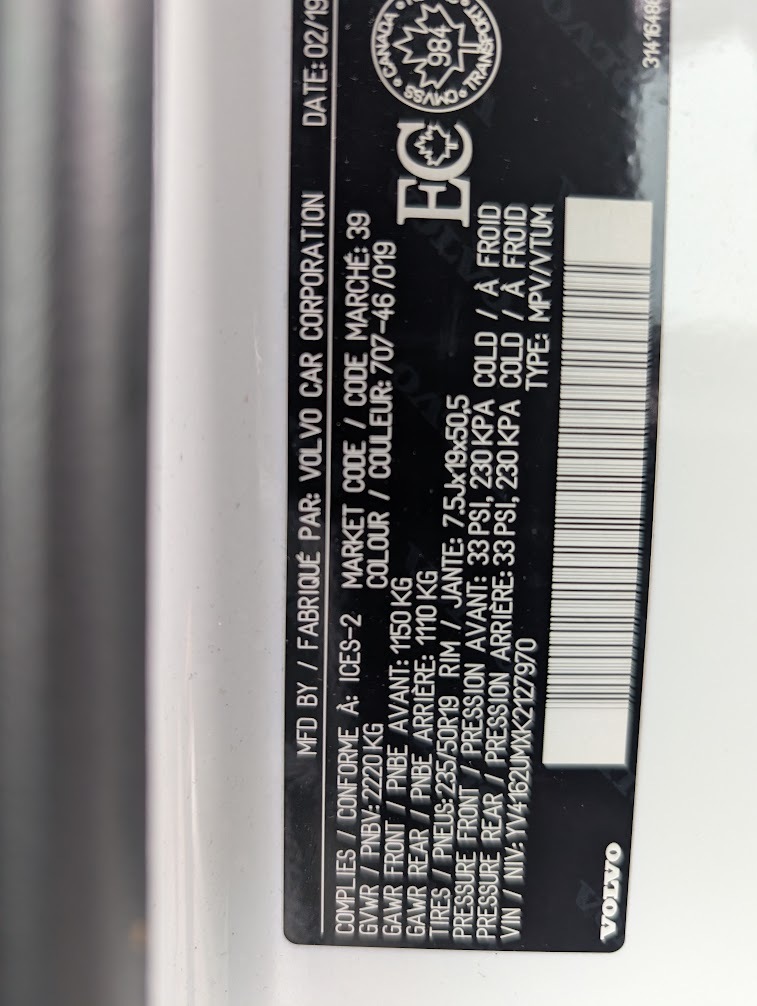 MFD BY / FABRIQUÉ PAR: VOLVO CAR CORPORATION DATE: 02/19
COMPLIES / CONFORME À: ICES-2 MARKET CODE / CODE MARCHÉ: 39
GVWR / PNBV: 2220 KG COLOUR / COULEUR: 707-46 /019
GAWR FRONT / PNBE AVANT: 1150 KG
GAWR REAR / PNBE ARRIÈRE: 1110 KG
TIRES / PNEUS: 235/50R19 RIM / JANTE: 7.5Jx19x50,5
PRESSURE FRONT / PRESSION AVANT: 33 PSI, 230 KPA COLD / À FROID
PRESSURE REAR / PRESSION ARRIÈRE: 33 PSI, 230 KPA COLD / À FROID
VIN / NIV: YV4162UMXK2127970 TYPE: MPV/VTUM
EC
CANADA
984
TRANSPORT
CMVSS
VOLVO